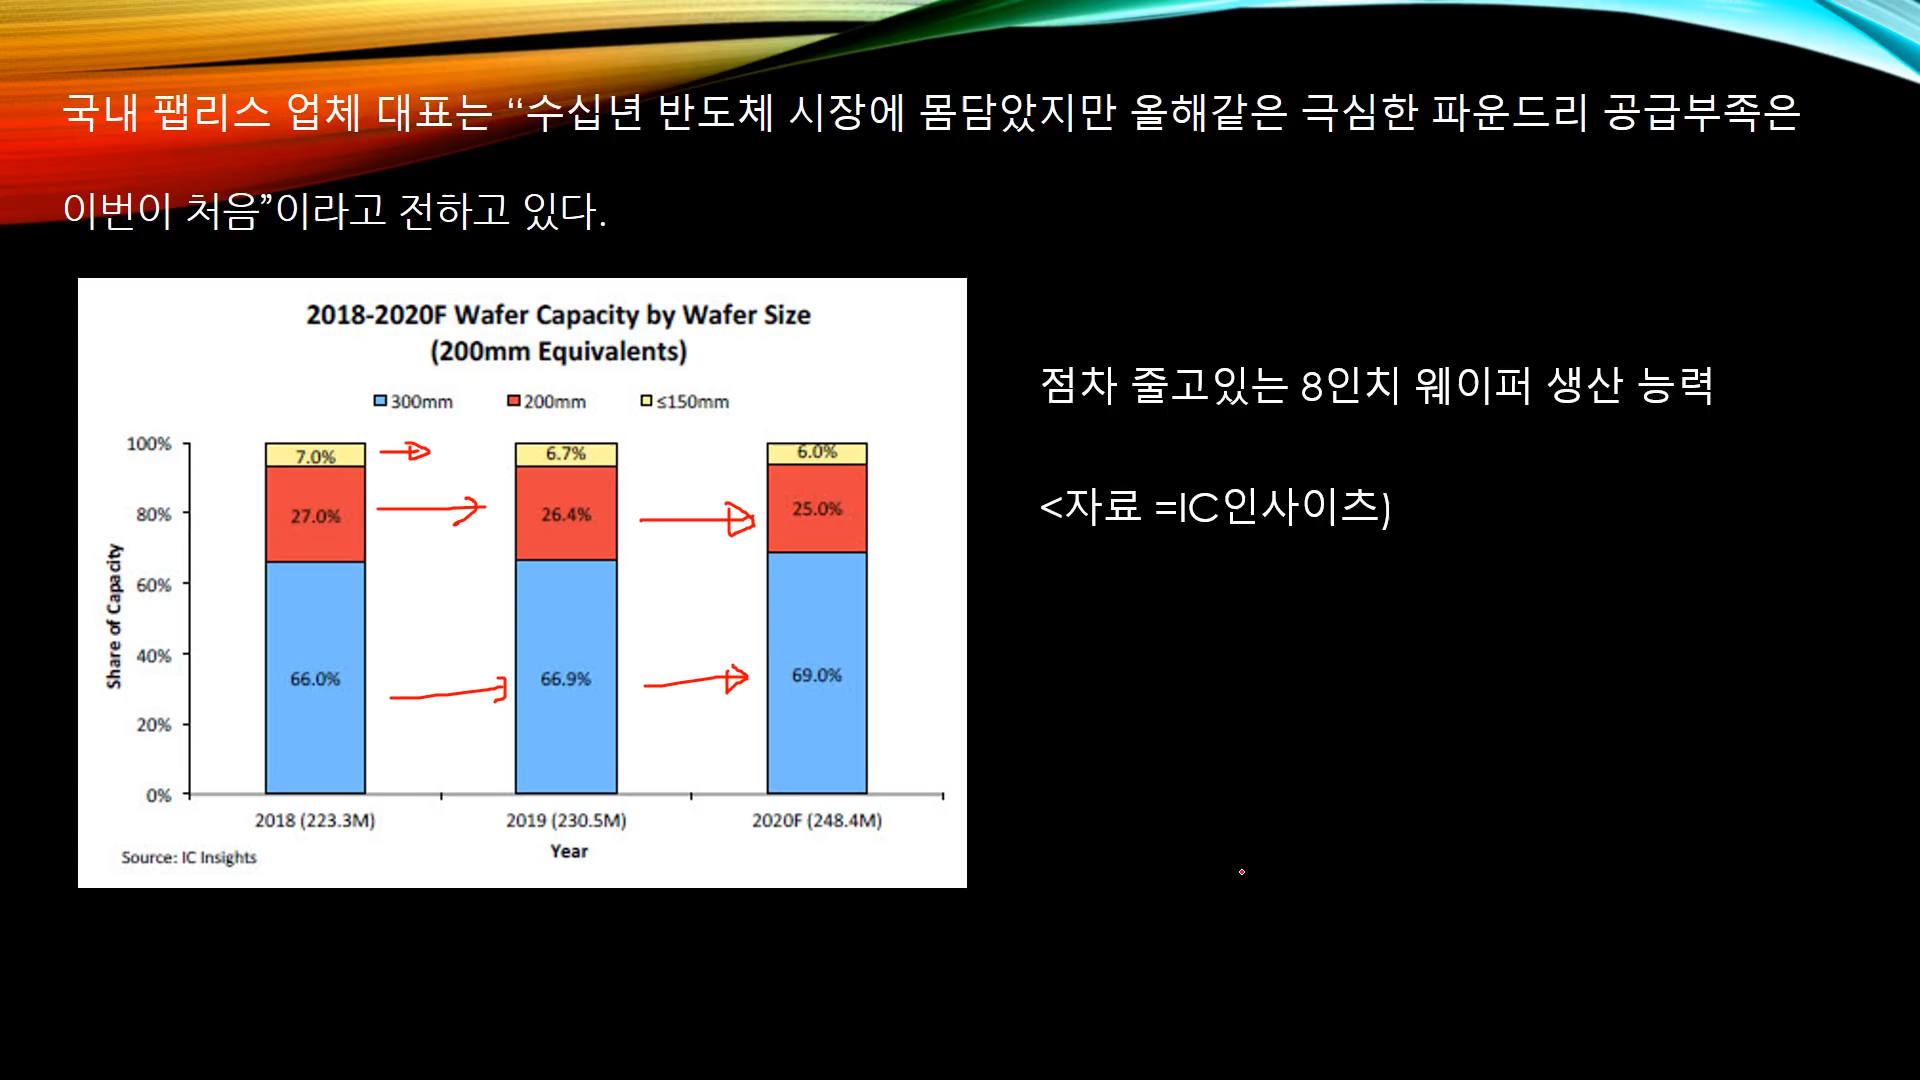 국내 팹리스 업체 대표는 “수십년 반도체 시장에 몸담았지만 올해같은 극심한 파운드리 공급부족은
이번이 처음”이라고 전하고 있다.
2018-2020F Wafer Capacity by Wafer Size
(200mm Equivalents)
300mm 200mm ≤150mm
100%
80%
60%
40%
20%
0%
Share of Capacity
7.0% 6.7% 6.0%
27.0% 26.4% 25.0%
66.0% 66.9% 69.0%
2018 (223.3M) 2019 (230.5M) 2020F (248.4M)
Year
Source: IC Insights
점차 줄고있는 8인치 웨이퍼 생산 능력
<자료 =IC인사이츠)